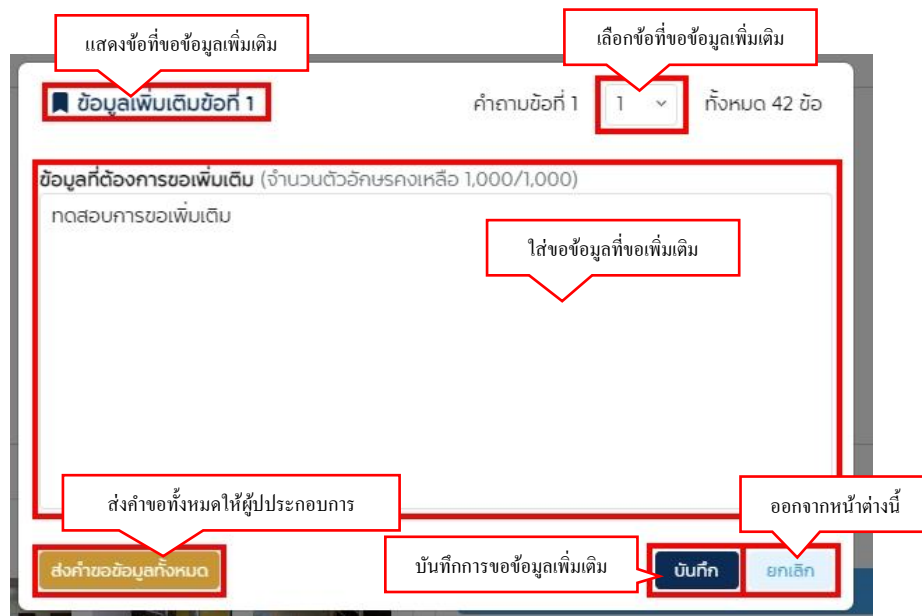 แสดงข้อที่ขอข้อมูลเพิ่มเติม
เลือกข้อที่ขอข้อมูลเพิ่มเติม
ข้อมูลเพิ่มเติมข้อที่ 1
คำถามข้อที่ 1 1 ทั้งหมด 42 ข้อ
ข้อมูลที่ต้องการขอเพิ่มเติม (จำนวนตัวอักษรคงเหลือ 1,000/1,000)
ทดสอบการขอเพิ่มเติม
ใส่ขอข้อมูลที่ขอเพิ่มเติม
ส่งคำขอทั้งหมดให้ผู้ปประกอบการ
ออกจากหน้าต่างนี้
บันทึกการขอข้อมูลเพิ่มเติม
ส่งคำขอข้อมูลทั้งหมด
บันทึก
ยกเลิก